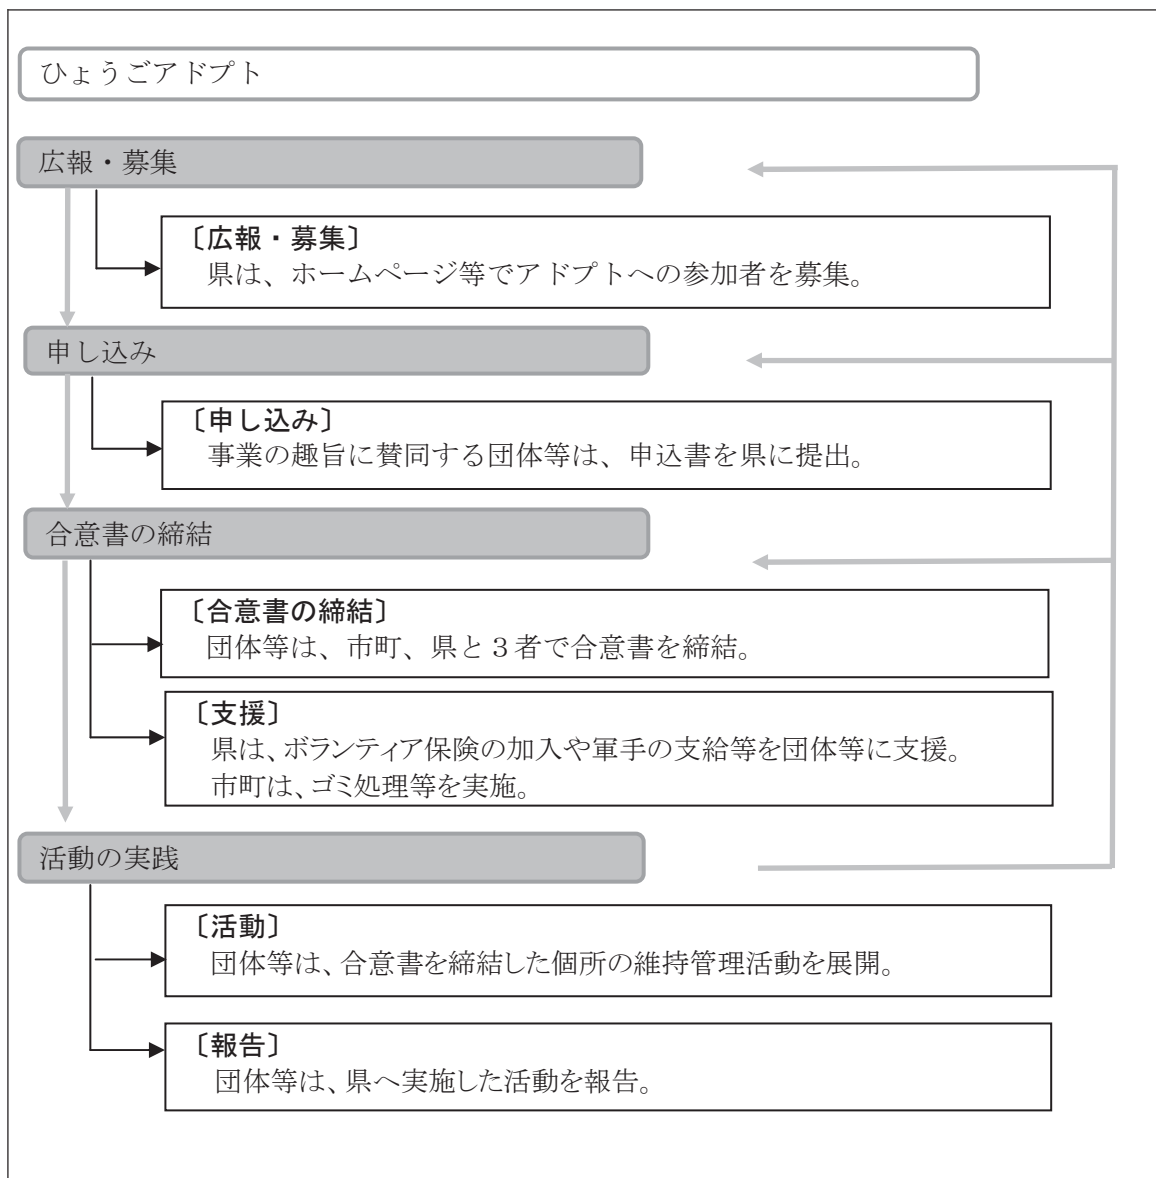 ひょうごアドプト
広報・募集
〔広報・募集〕
県は、ホームページ等でアドプトへの参加者を募集。
申し込み
〔申し込み〕
事業の趣旨に賛同する団体等は、申込書を県に提出。
合意書の締結
〔合意書の締結〕
団体等は、市町、県と3者で合意書を締結。
〔支援〕
県は、ボランティア保険の加入や軍手の支給等を団体等に支援。
市町は、ゴミ処理等を実施。
活動の実践
〔活動〕
団体等は、合意書を締結した個所の維持管理活動を展開。
〔報告〕
団体等は、県へ実施した活動を報告。